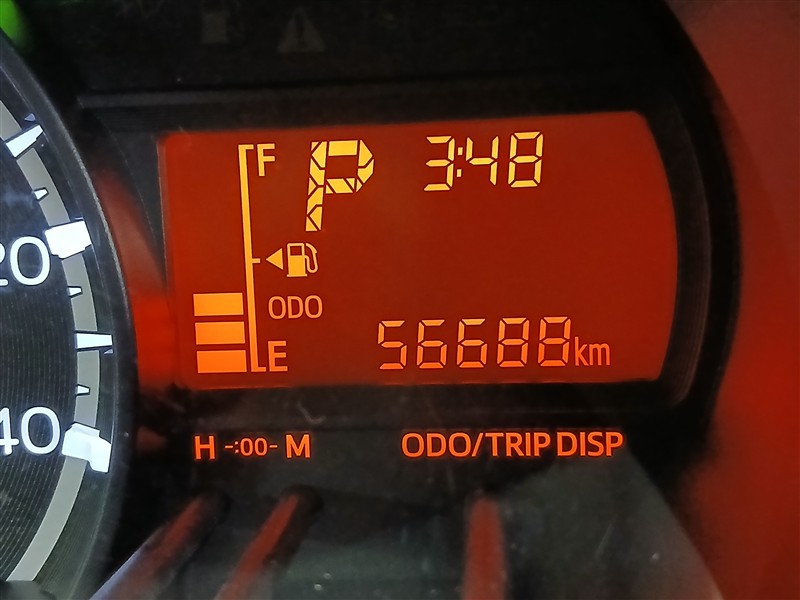 F P 3:48
ODO
E 56688km
H -:00- M ODO/TRIP DISP
20
40